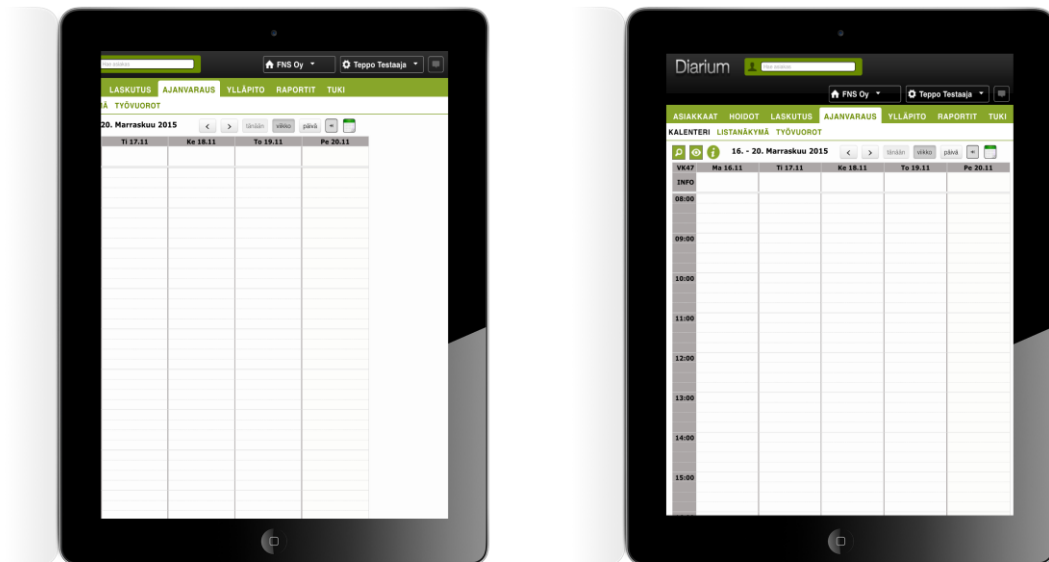 Hae asiakas
FNS Oy
Teppo Testaaja
LASKUTUS AJANVARAUS YLLÄPITO RAPORTIT TUKI
TYÖVUOROT
20. Marraskuu 2015 < > tänään viikko päivä
Ti 17.11 Ke 18.11 To 19.11 Pe 20.11
Diarium
FNS Oy
Teppo Testaaja
ASIAKKAAT HOIDOT LASKUTUS AJANVARAUS YLLÄPITO RAPORTIT TUKI
KALENTERI LISTANÄKYMÄ TYÖVUOROT
16. - 20. Marraskuu 2015 < > tänään viikko päivä
VK47 Ma 16.11 Ti 17.11 Ke 18.11 To 19.11 Pe 20.11
INFO
08:00
09:00
10:00
11:00
12:00
13:00
14:00
15:00